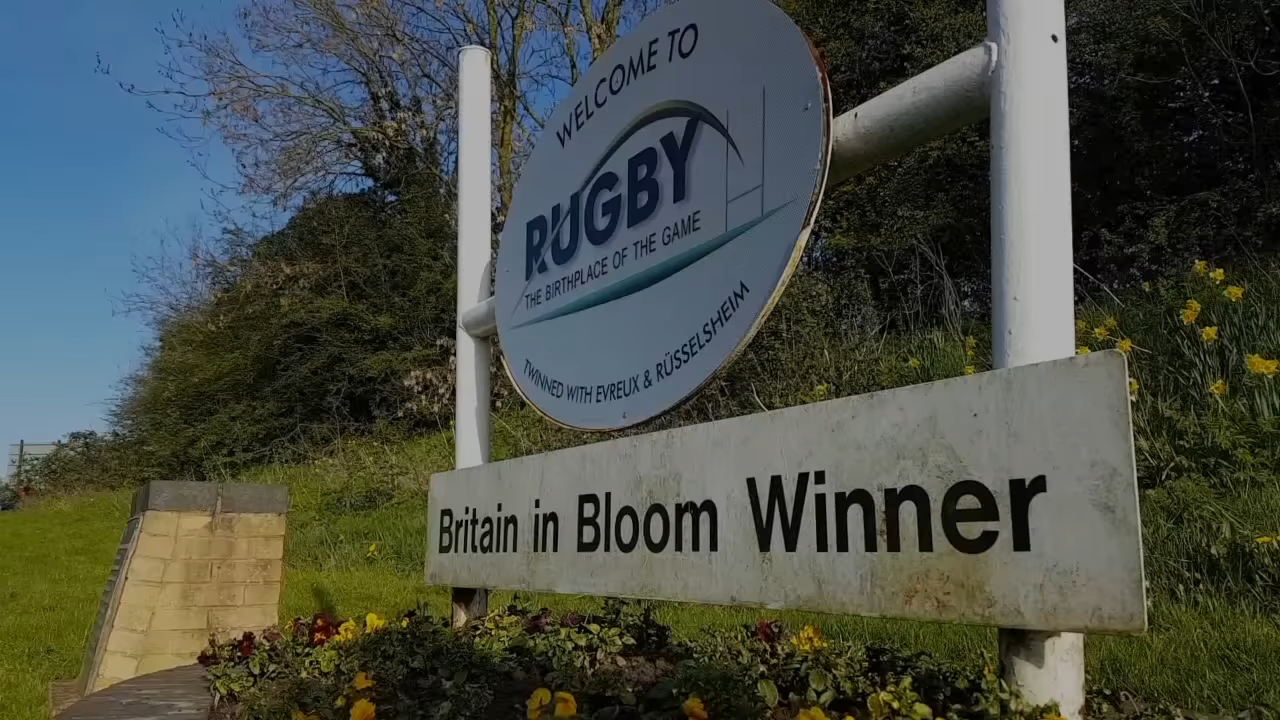 WELCOME TO
RUGBY
THE BIRTHPLACE OF THE GAME
TWINNED WITH EVREUX & RÜSSELSHEIM
Britain in Bloom Winner